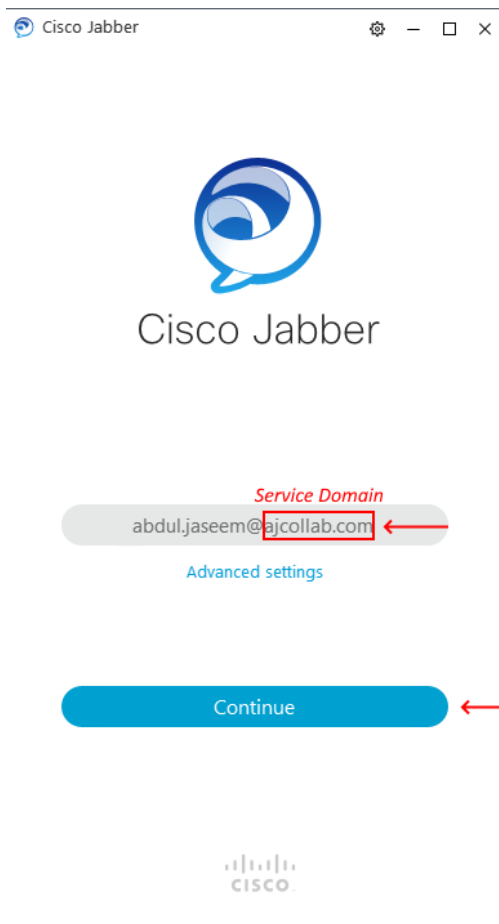 Cisco Jabber
Cisco Jabber
Service Domain
abdul.jaseem@ajcollab.com
Advanced settings
Continue
CISCO.